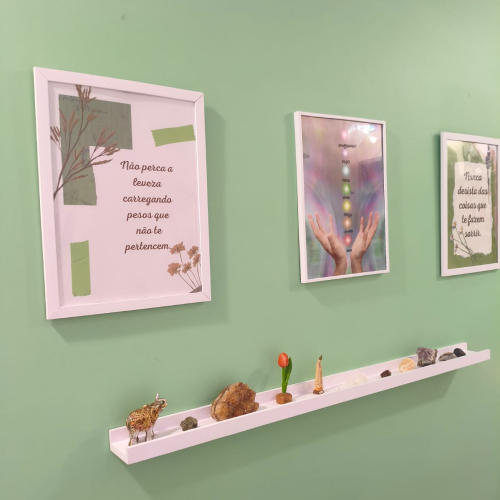 Não perca a
leveza
carregando
pesos que
não te
pertencem.
Nunca
desista das
coisas que
te fazem
sorrir.